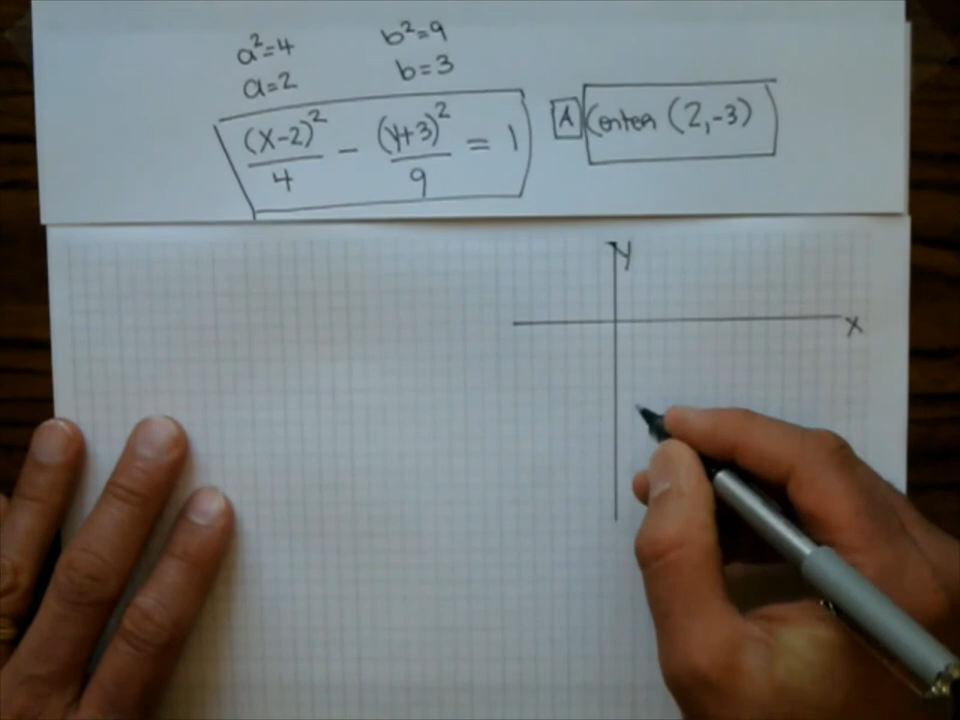 a²=4 b²=9
a=2 b=3
(x-2)²/4 - (y+3)²/9 = 1
A Center (2,-3)
y
x